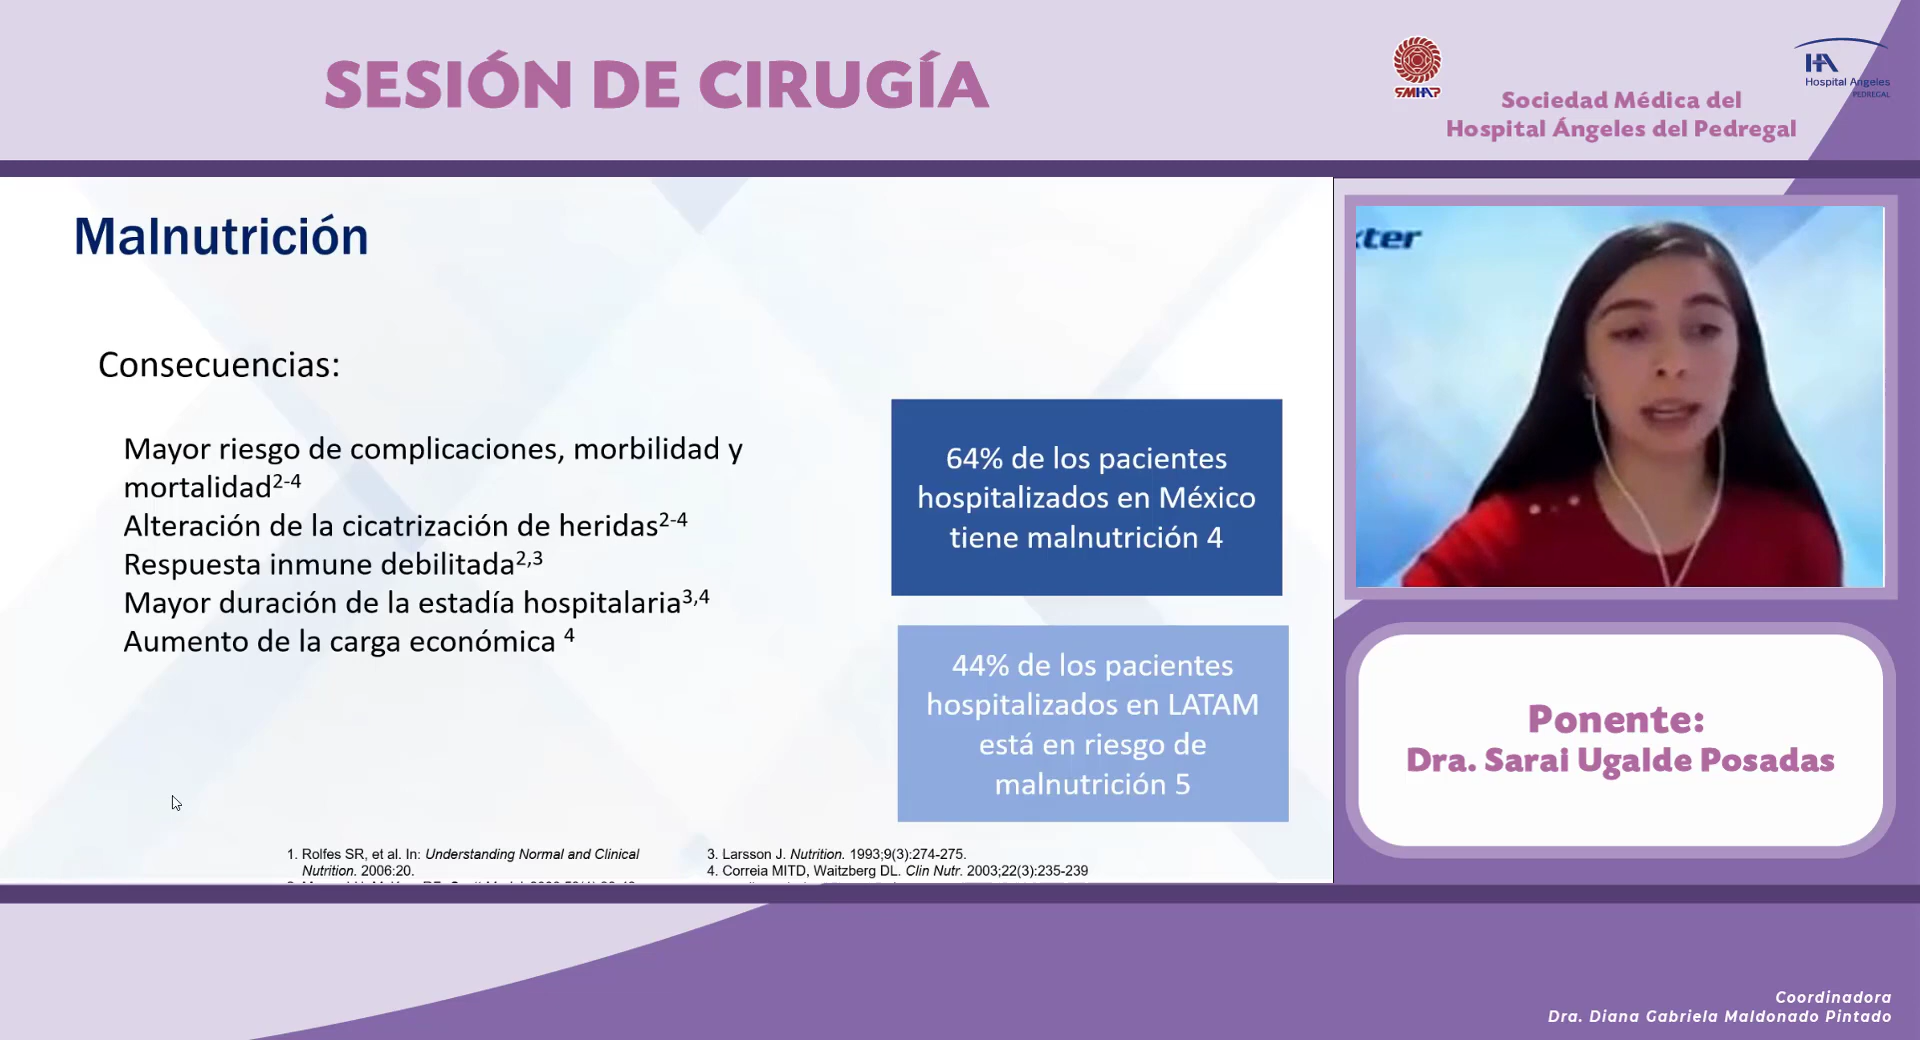 SESIÓN DE CIRUGÍA
SMHAP
Sociedad Médica del
Hospital Ángeles del Pedregal
HA
Hospital Angeles
PEDREGAL
Malnutrición
Consecuencias:
Mayor riesgo de complicaciones, morbilidad y
mortalidad2-4
Alteración de la cicatrización de heridas2-4
Respuesta inmune debilitada2,3
Mayor duración de la estadía hospitalaria3,4
Aumento de la carga económica 4
64% de los pacientes
hospitalizados en México
tiene malnutrición 4
44% de los pacientes
hospitalizados en LATAM
está en riesgo de
malnutrición 5
1. Rolfes SR, et al. In: Understanding Normal and Clinical
Nutrition. 2006:20.
3. Larsson J. Nutrition. 1993;9(3):274-275.
4. Correia MITD, Waitzberg DL. Clin Nutr. 2003;22(3):235-239
xter
Ponente:
Dra. Sarai Ugalde Posadas
Coordinadora
Dra. Diana Gabriela Maldonado Pintado